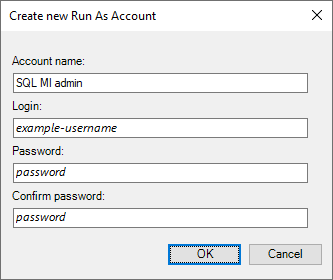 Create new Run As Account
Account name:
SQL MI admin
Login:
example-username
Password:
password
Confirm password:
password
OK Cancel